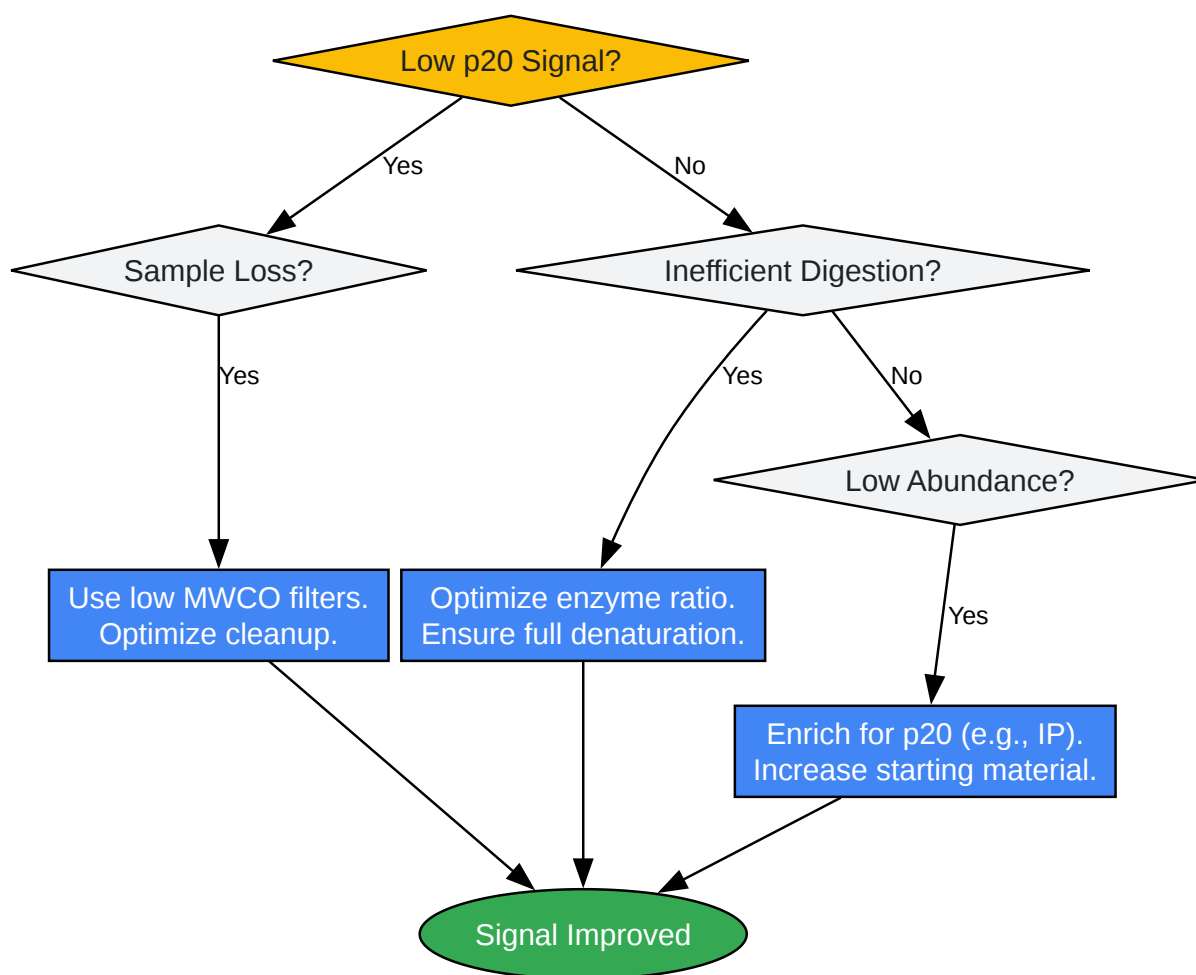 Low p20 Signal?
Yes
No
Sample Loss?
Inefficient Digestion?
Yes
Yes
No
Low Abundance?
Use low MWCO filters.
Optimize cleanup.
Optimize enzyme ratio.
Ensure full denaturation.
Yes
Enrich for p20 (e.g., IP).
Increase starting material.
Signal Improved